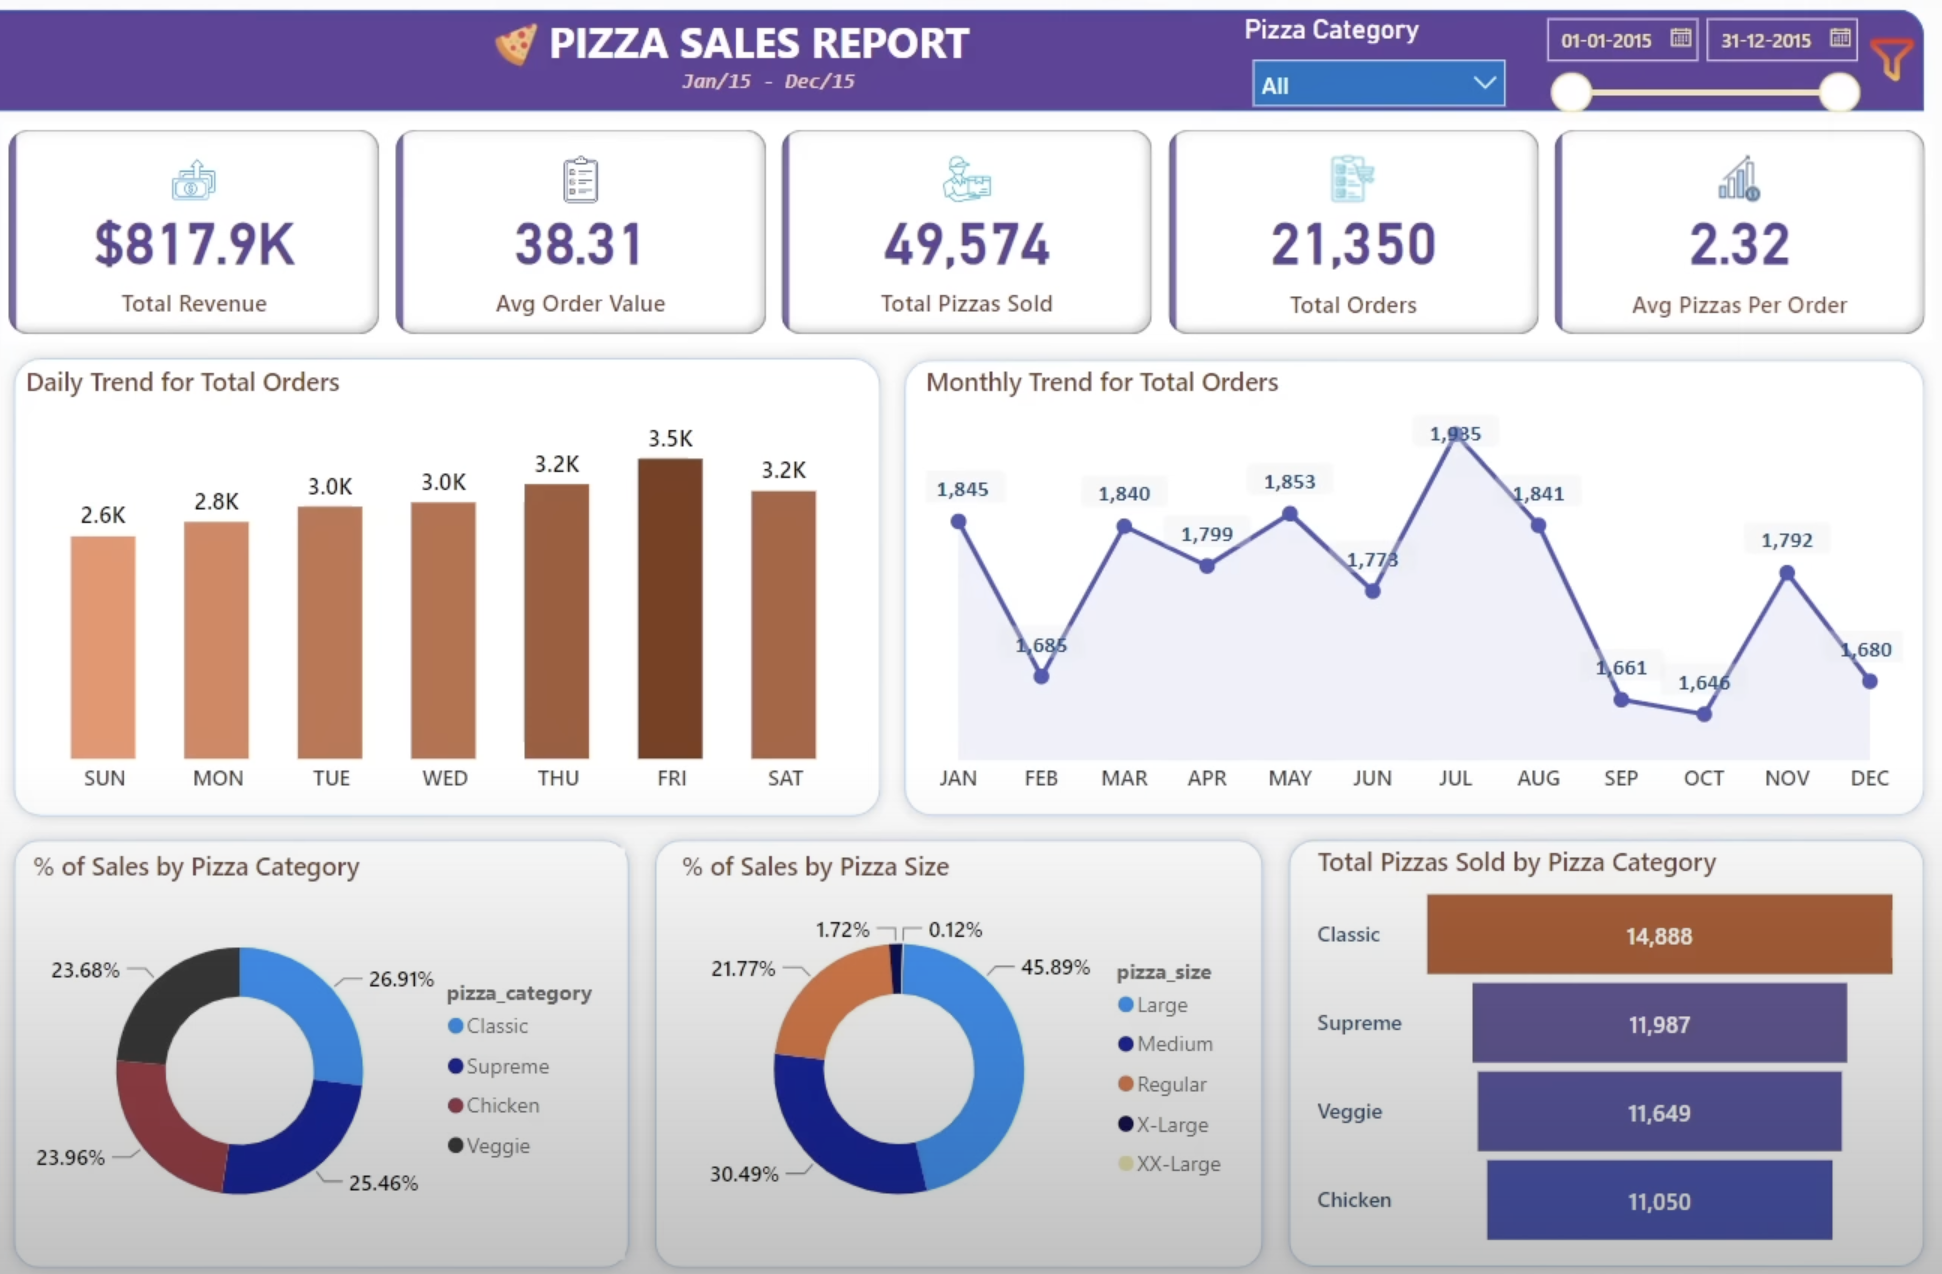 PIZZA SALES REPORT
Jan/15 - Dec/15
Pizza Category
All
01-01-2015
31-12-2015
$817.9K
Total Revenue
38.31
Avg Order Value
49,574
Total Pizzas Sold
21,350
Total Orders
2.32
Avg Pizzas Per Order
Daily Trend for Total Orders
2.6K
2.8K
3.0K
3.0K
3.2K
3.5K
3.2K
SUN
MON
TUE
WED
THU
FRI
SAT
Monthly Trend for Total Orders
1,845
1,685
1,840
1,799
1,853
1,773
1,935
1,841
1,661
1,646
1,792
1,680
JAN
FEB
MAR
APR
MAY
JUN
JUL
AUG
SEP
OCT
NOV
DEC
% of Sales by Pizza Category
23.68%
26.91%
23.96%
25.46%
pizza_category
Classic
Supreme
Chicken
Veggie
% of Sales by Pizza Size
1.72%
0.12%
21.77%
45.89%
30.49%
pizza_size
Large
Medium
Regular
X-Large
XX-Large
Total Pizzas Sold by Pizza Category
Classic
14,888
Supreme
11,987
Veggie
11,649
Chicken
11,050